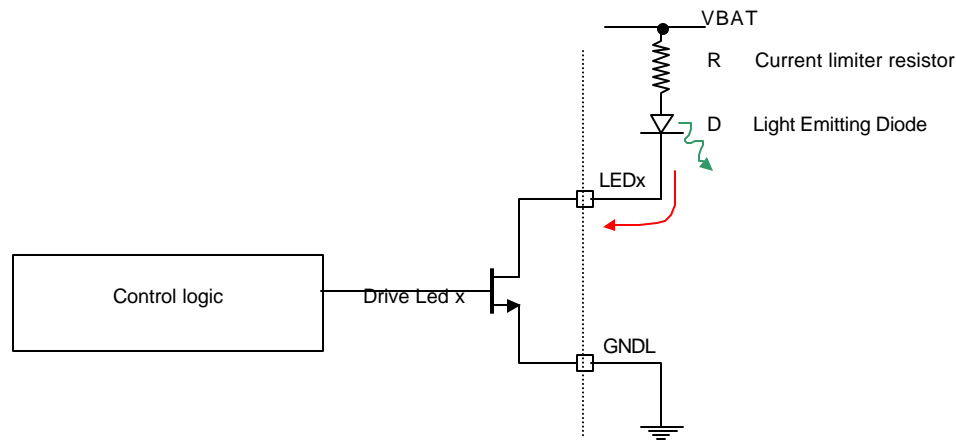 VBAT
R Current limiter resistor
D Light Emitting Diode
LEDx
Control logic
Drive Led x
GNDL